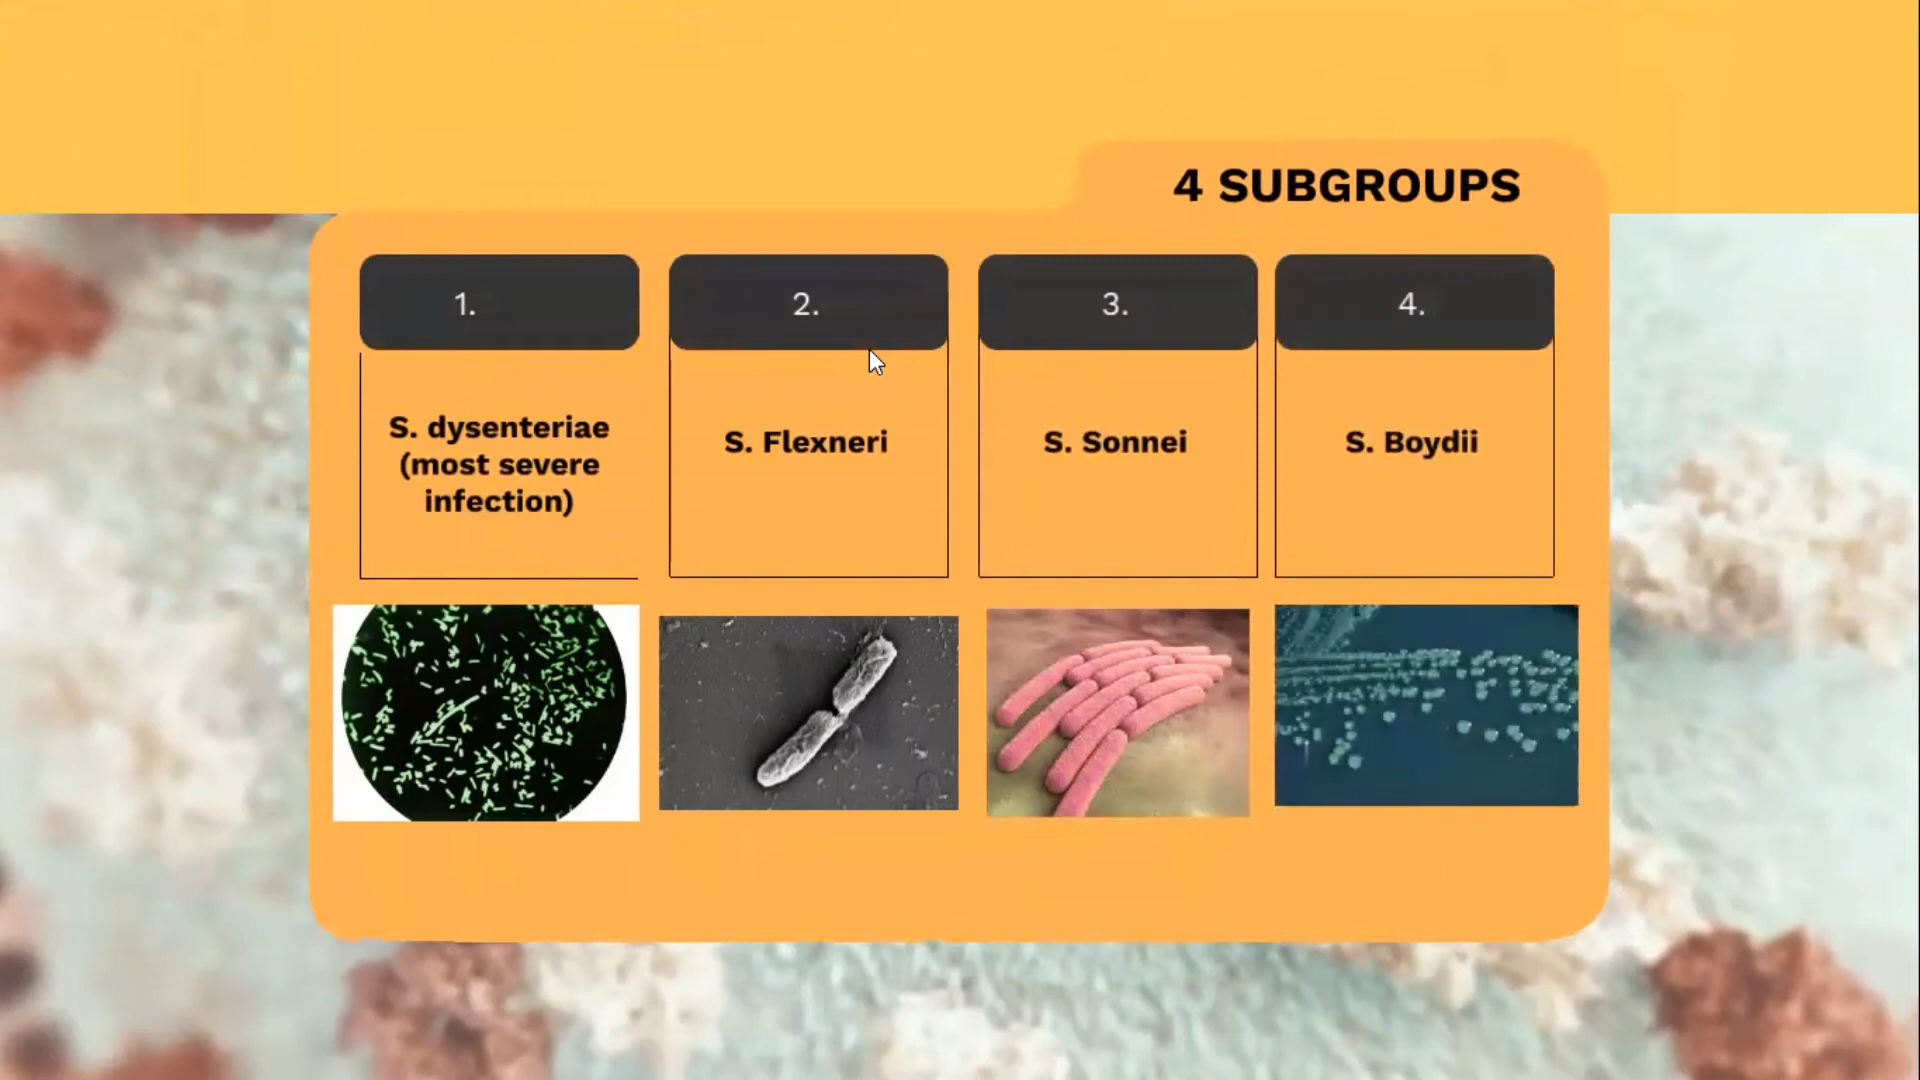 4 SUBGROUPS
1.
2.
3.
4.
S. dysenteriae
(most severe
infection)
S. Flexneri
S. Sonnei
S. Boydii